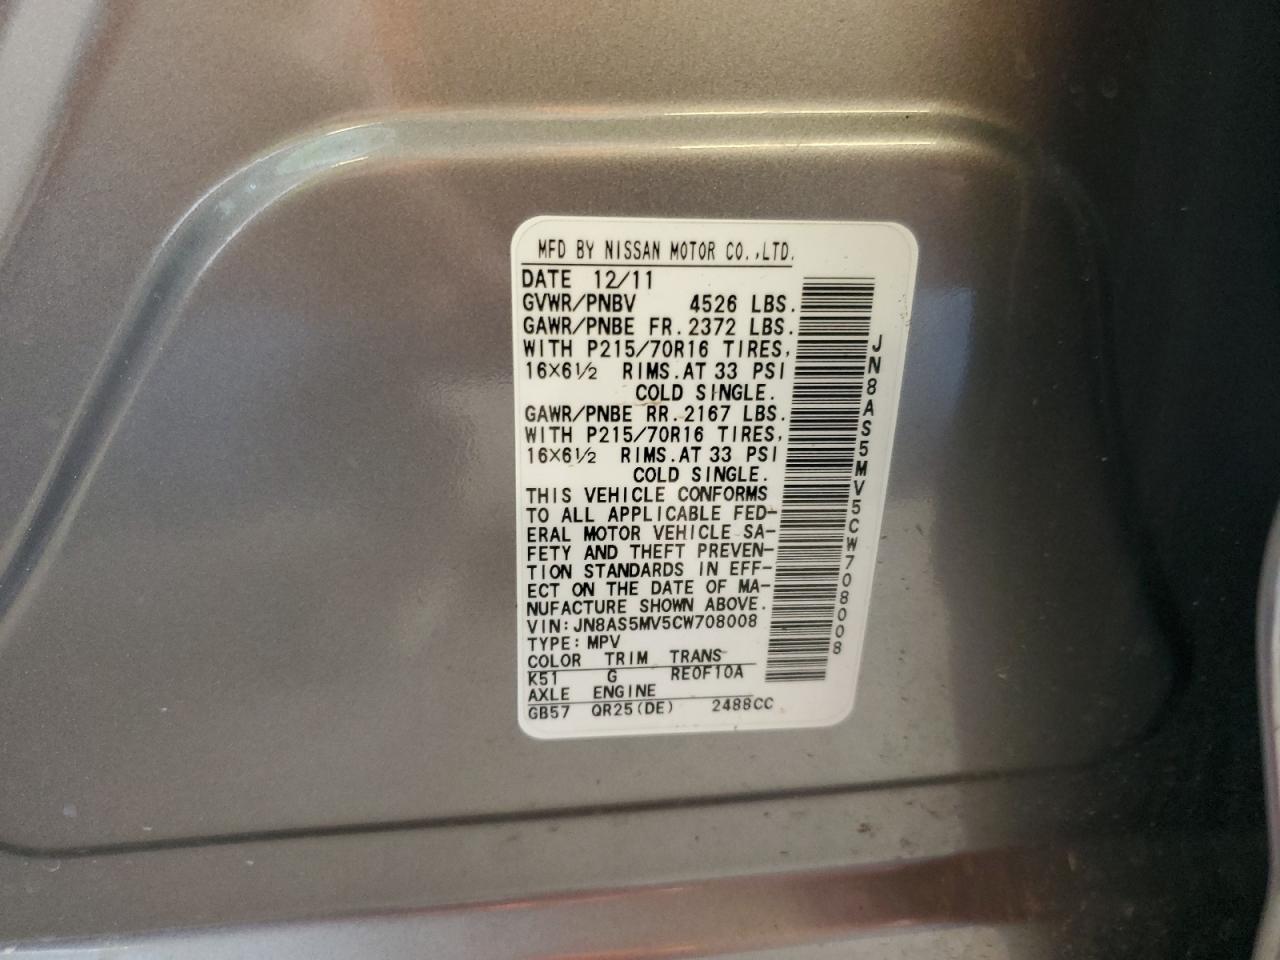 MFD BY NISSAN MOTOR CO.,LTD.
DATE 12/11
GVWR/PNBV 4526 LBS.
GAWR/PNBE FR. 2372 LBS.
WITH P215/70R16 TIRES,
16X6½ RIMS. AT 33 PSI
COLD SINGLE.
GAWR/PNBE RR. 2167 LBS.
WITH P215/70R16 TIRES,
16X6½ RIMS. AT 33 PSI
COLD SINGLE.
THIS VEHICLE CONFORMS
TO ALL APPLICABLE FED-
ERAL MOTOR VEHICLE SA-
FETY AND THEFT PREVEN-
TION STANDARDS IN EFF-
ECT ON THE DATE OF MA-
NUFACTURE SHOWN ABOVE.
VIN: JN8AS5MV5CW708008
TYPE: MPV
COLOR TRIM TRANS
K51 G RE0F10A
AXLE ENGINE
GB57 QR25(DE) 2488CC
JN8AS5MV5CW708008